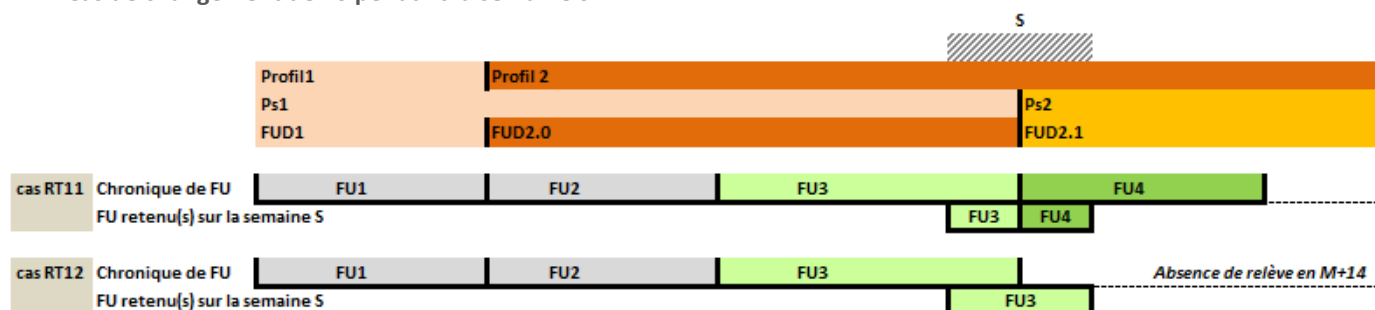 S
Profil1 Profil 2
Ps1 Ps2
FUD1 FUD2.0 FUD2.1
cas RT11 Chronique de FU FU1 FU2 FU3 FU4
FU retenu(s) sur la semaine S FU3 FU4
cas RT12 Chronique de FU FU1 FU2 FU3 Absence de relève en M+14
FU retenu(s) sur la semaine S FU3